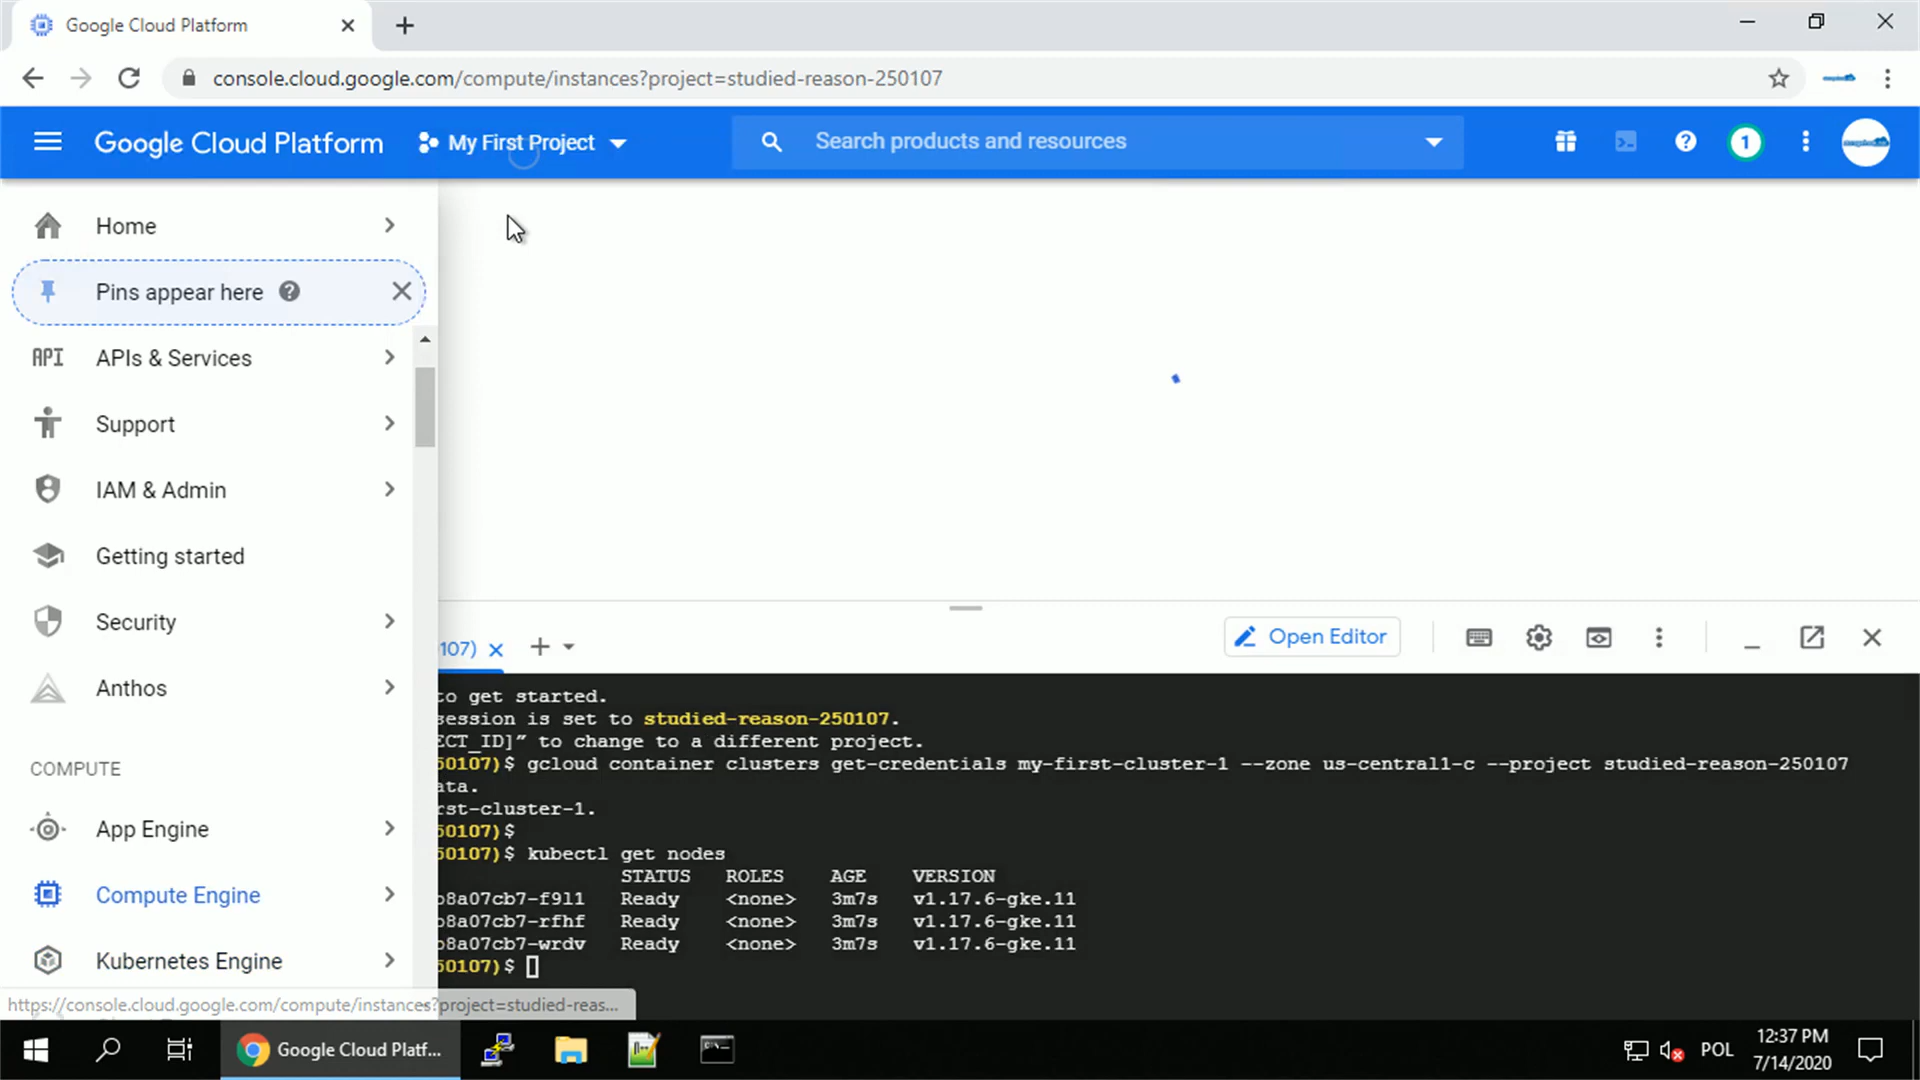 Google Cloud Platform
console.cloud.google.com/compute/instances?project=studied-reason-250107
Google Cloud Platform My First Project Search products and resources 1
Home
Pins appear here
API APIs & Services
Support
IAM & Admin
Getting started
Security
Anthos
COMPUTE
App Engine
Compute Engine
Kubernetes Engine
https://console.cloud.google.com/compute/instances?project=studied-reas...
107) Open Editor
to get started.
session is set to studied-reason-250107.
ECT_ID]” to change to a different project.
50107)$ gcloud container clusters get-credentials my-first-cluster-1 --zone us-central1-c --project studied-reason-250107
ata.
rst-cluster-1.
50107)$
50107)$ kubectl get nodes
STATUS ROLES AGE VERSION
b8a07cb7-f9l1 Ready <none> 3m7s v1.17.6-gke.11
b8a07cb7-rfhf Ready <none> 3m7s v1.17.6-gke.11
b8a07cb7-wrdv Ready <none> 3m7s v1.17.6-gke.11
50107)$
Google Cloud Platf...
POL
12:37 PM
7/14/2020